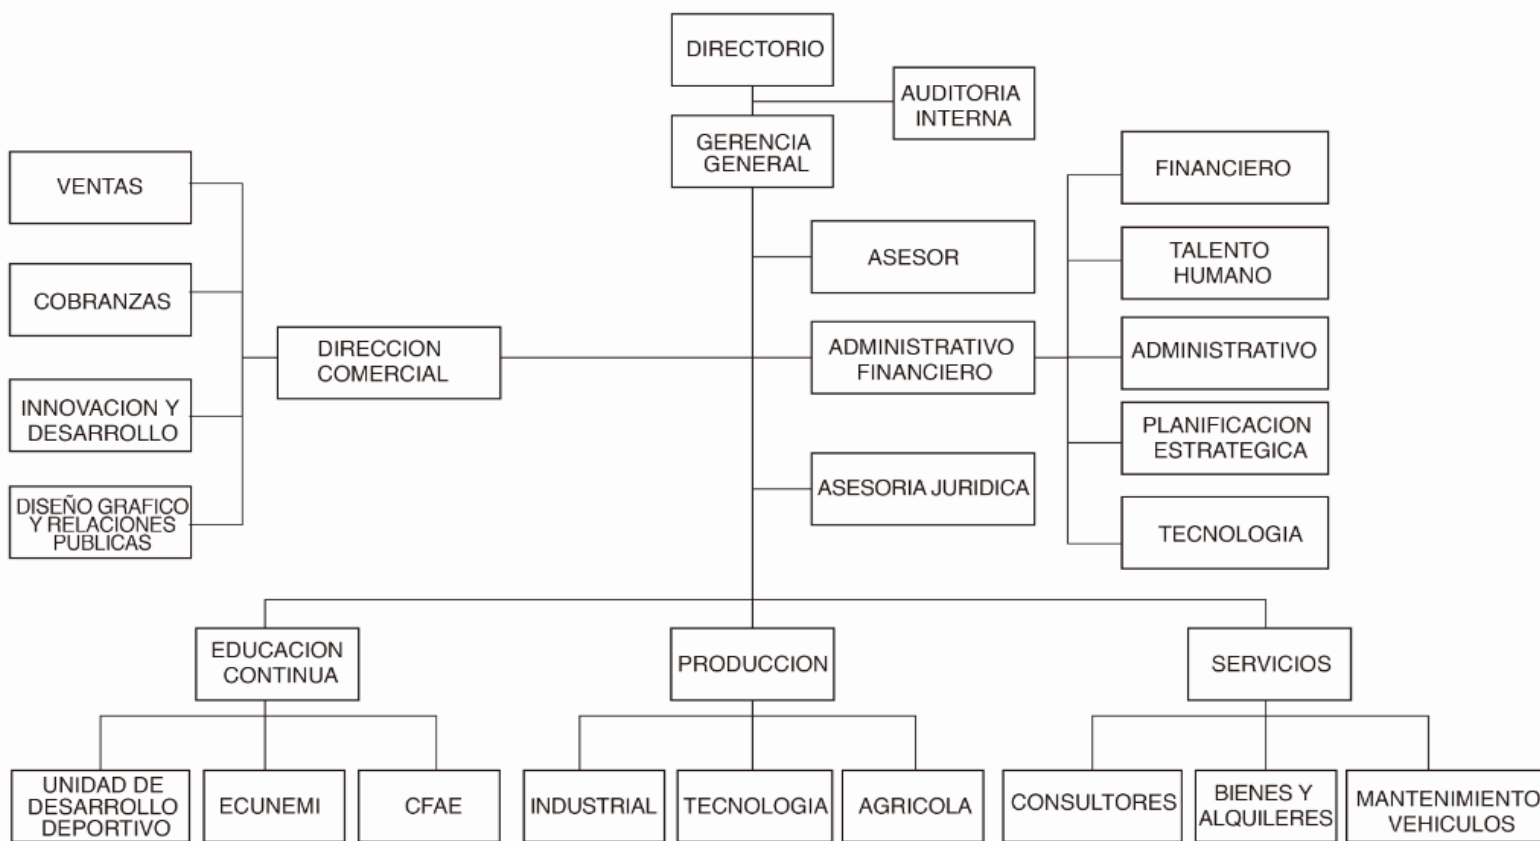 DIRECTORIO
AUDITORIA
INTERNA
GERENCIA
GENERAL
VENTAS
COBRANZAS
INNOVACION Y
DESARROLLO
DISEÑO GRAFICO
Y RELACIONES
PUBLICAS
DIRECCION
COMERCIAL
ASESOR
ADMINISTRATIVO
FINANCIERO
ASESORIA JURIDICA
FINANCIERO
TALENTO
HUMANO
ADMINISTRATIVO
PLANIFICACION
ESTRATEGICA
TECNOLOGIA
EDUCACION
CONTINUA
PRODUCCION
SERVICIOS
UNIDAD DE
DESARROLLO
DEPORTIVO
ECUNEMI
CFAE
INDUSTRIAL
TECNOLOGIA
AGRICOLA
CONSULTORES
BIENES Y
ALQUILERES
MANTENIMIENTO
VEHICULOS